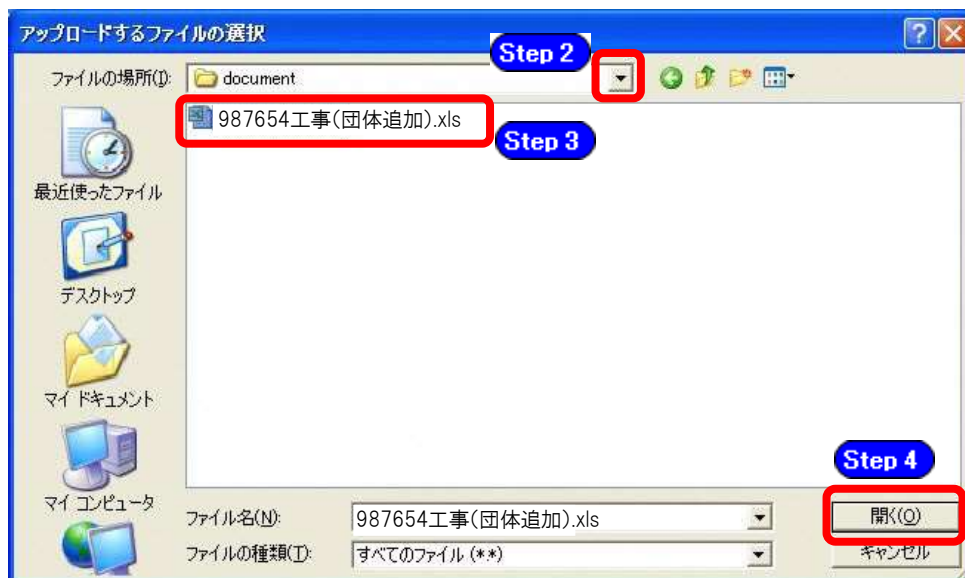 アップロードするファイルの選択
Step 2
ファイルの場所(I):
document
987654工事(団体追加).xls
Step 3
最近使ったファイル
デスクトップ
マイ ドキュメント
マイ コンピュータ
Step 4
ファイル名(N):
987654工事(団体追加).xls
開く(O)
ファイルの種類(T):
すべてのファイル (*.*)
キャンセル